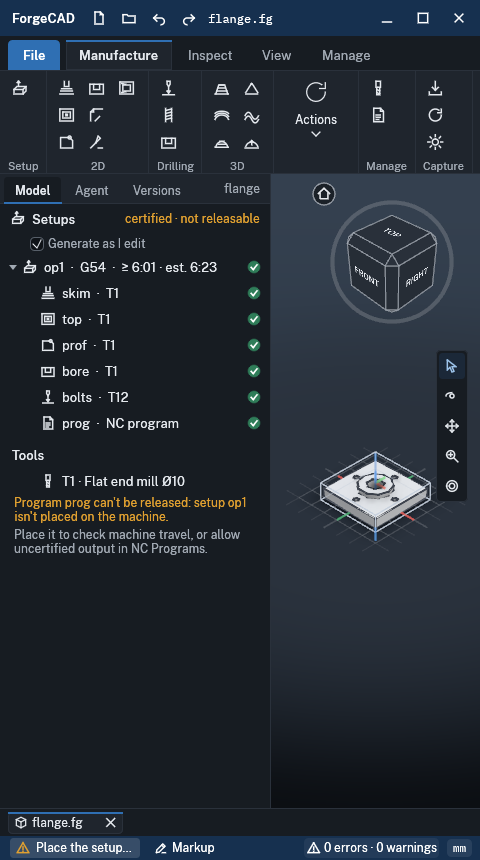 ForgeCAD flange.fg
File Manufacture Inspect View Manage
Actions
Setup 2D Drilling 3D Manage Capture
Model Agent Versions flange
Setups certified · not releasable
Generate as I edit
op1 · G54 · ≥ 6:01 · est. 6:23
skim · T1
top · T1
prof · T1
bore · T1
bolts · T12
prog · NC program
Tools
T1 · Flat end mill Ø10
Program prog can't be released: setup op1
isn't placed on the machine.
Place it to check machine travel, or allow
uncertified output in NC Programs.
TOP
FRONT RIGHT
flange.fg
Place the setup... Markup 0 errors · 0 warnings mm